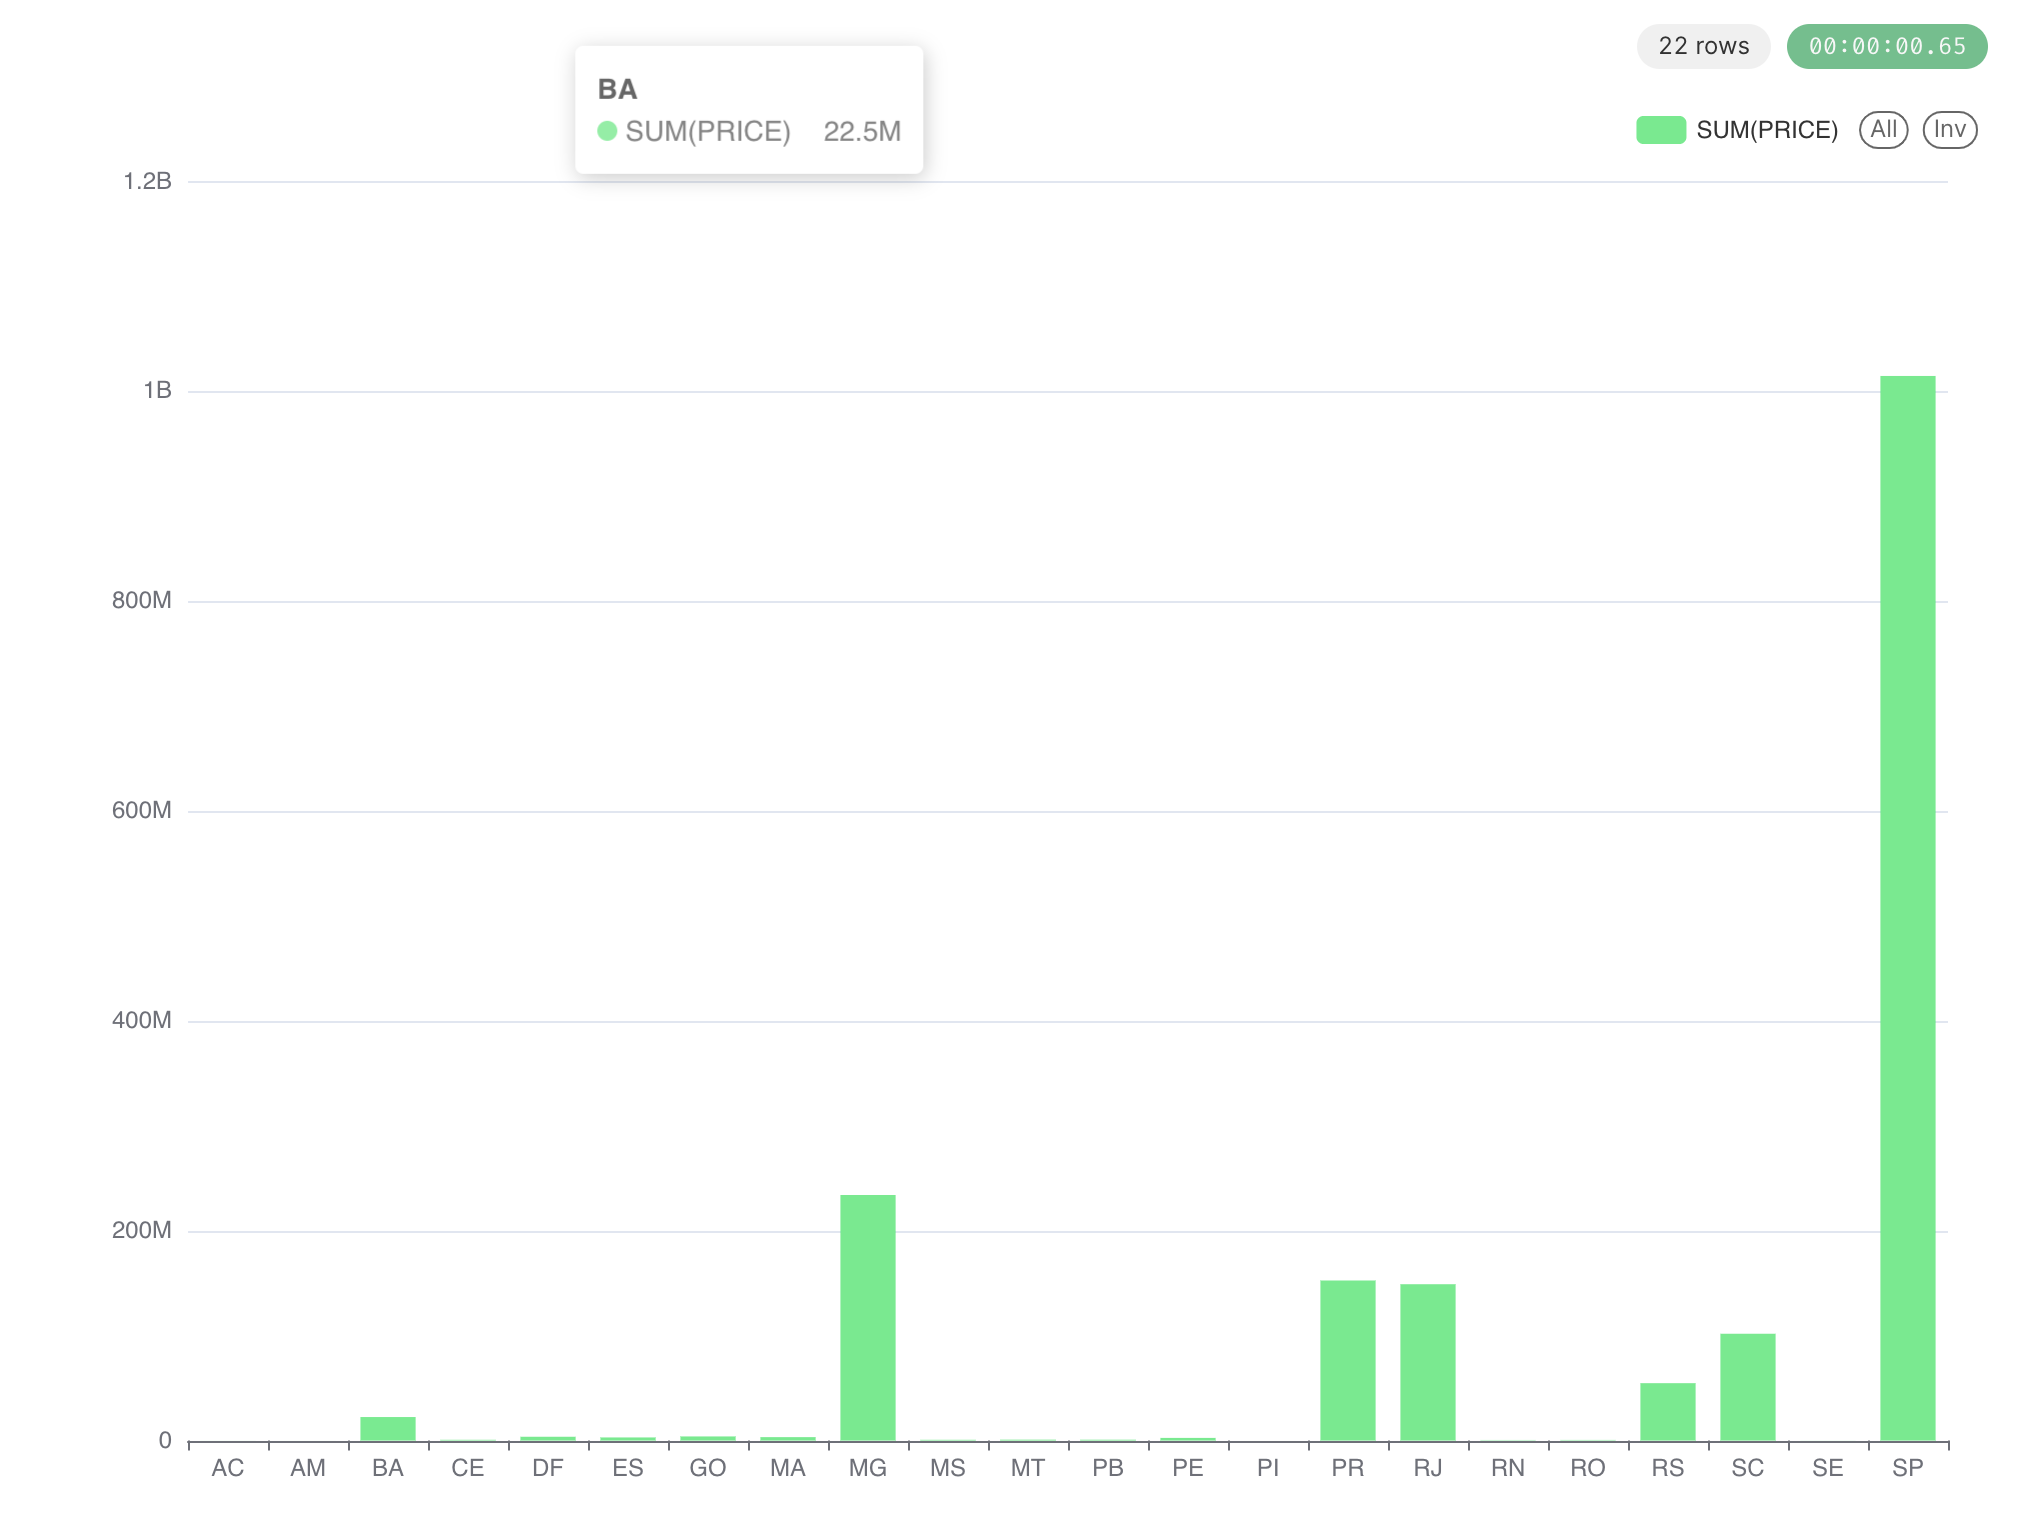 22 rows
00:00:00.65
BA
SUM(PRICE) 22.5M
SUM(PRICE) All Inv
1.2B
1B
800M
600M
400M
200M
0
AC AM BA CE DF ES GO MA MG MS MT PB PE PI PR RJ RN RO RS SC SE SP